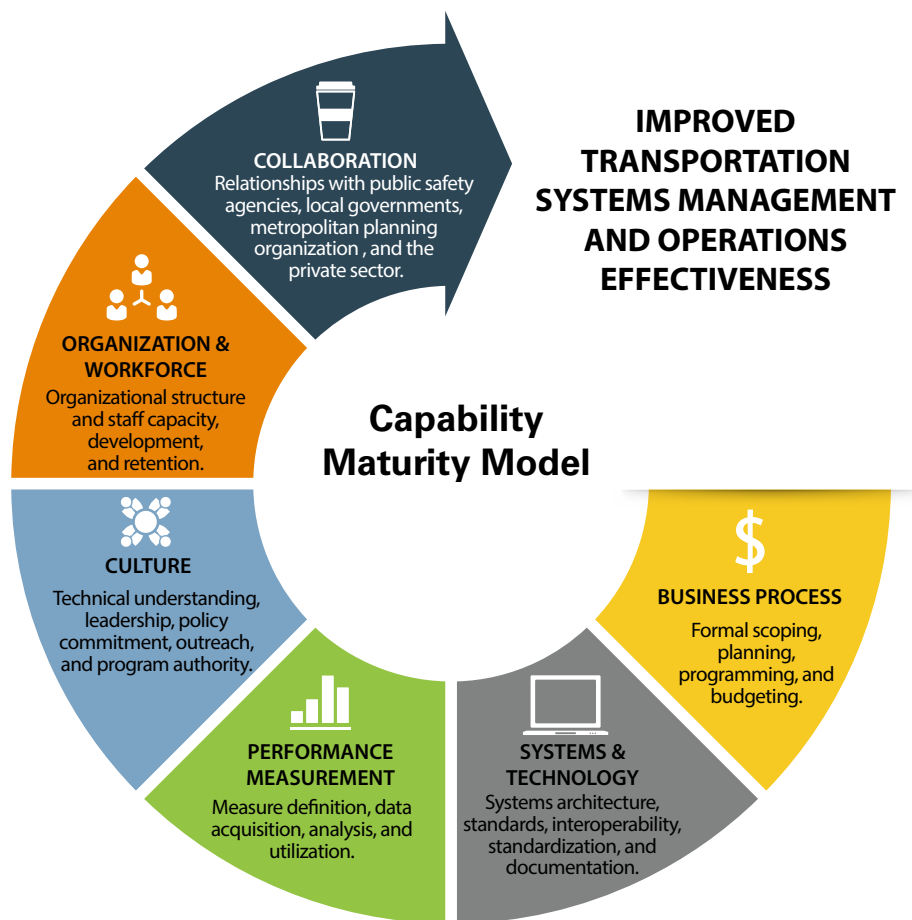 COLLABORATION
Relationships with public safety
agencies, local governments,
metropolitan planning
organization , and the
private sector.
IMPROVED
TRANSPORTATION
SYSTEMS MANAGEMENT
AND OPERATIONS
EFFECTIVENESS
ORGANIZATION &
WORKFORCE
Organizational structure
and staff capacity,
development,
and retention.
Capability
Maturity Model
CULTURE
Technical understanding,
leadership, policy
commitment, outreach,
and program authority.
$
BUSINESS PROCESS
Formal scoping,
planning,
programming, and
budgeting.
PERFORMANCE
MEASUREMENT
Measure definition, data
acquisition, analysis, and
utilization.
SYSTEMS &
TECHNOLOGY
Systems architecture,
standards, interoperability,
standardization, and
documentation.